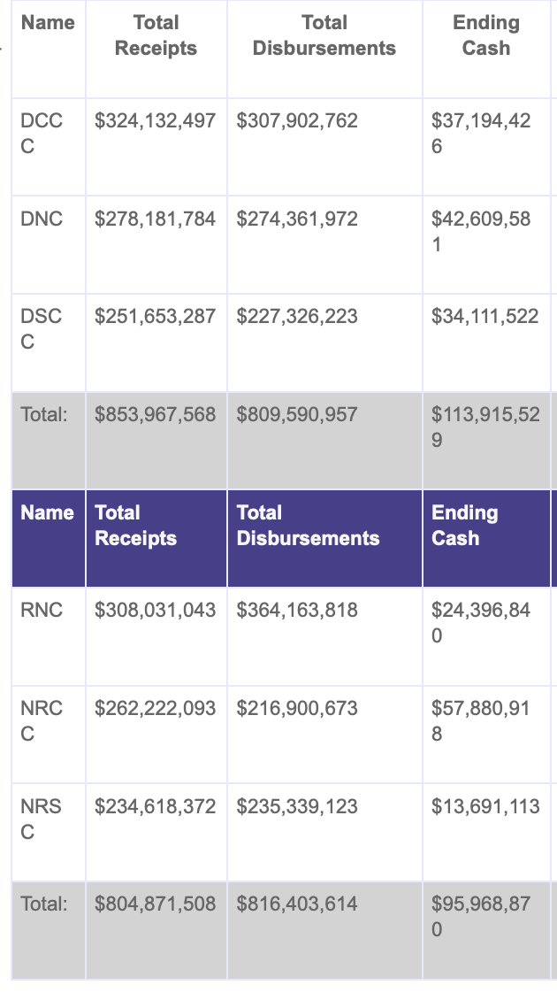 Name Total Receipts Total Disbursements Ending Cash
DCCC $324,132,497 $307,902,762 $37,194,426
DNC $278,181,784 $274,361,972 $42,609,581
DSCC $251,653,287 $227,326,223 $34,111,522
Total: $853,967,568 $809,590,957 $113,915,529
Name Total Receipts Total Disbursements Ending Cash
RNC $308,031,043 $364,163,818 $24,396,840
NRCC $262,222,093 $216,900,673 $57,880,918
NRSC $234,618,372 $235,339,123 $13,691,113
Total: $804,871,508 $816,403,614 $95,968,870